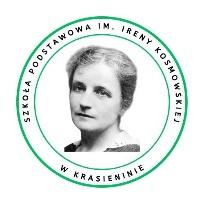 SZKOŁA PODSTAWOWA IM. IRENY KOSMOWSKIEJ
W KRASIENINIE